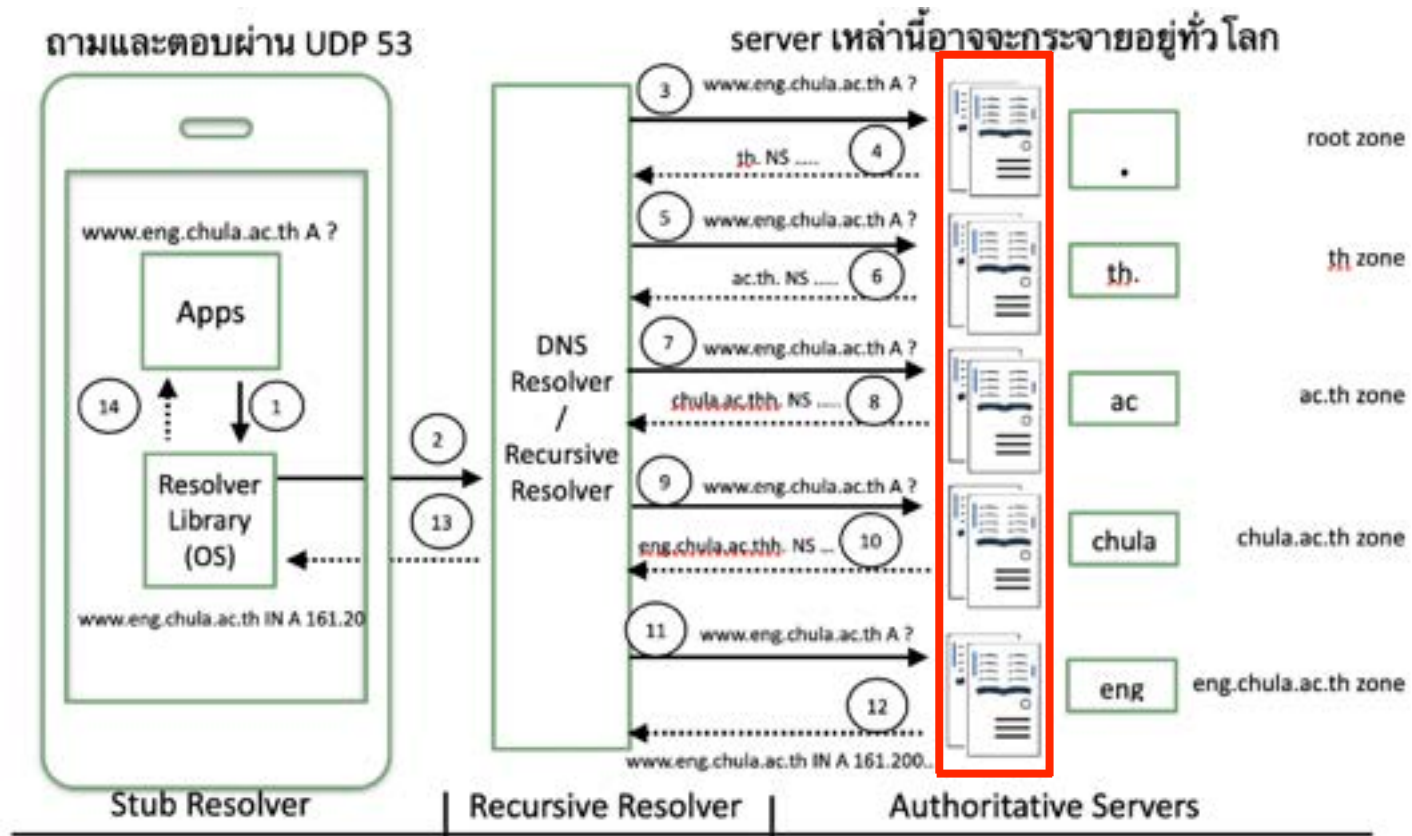 ถามและตอบผ่าน UDP 53
server เหล่านี้อาจจะกระจายอยู่ทั่วโลก
www.eng.chula.ac.th A ?
Apps
14
1
Resolver
Library
(OS)
www.eng.chula.ac.th IN A 161.20
2
13
DNS
Resolver
/
Recursive
Resolver
3
www.eng.chula.ac.th A ?
th. NS .....
4
5
www.eng.chula.ac.th A ?
ac.th. NS .....
6
7
www.eng.chula.ac.th A ?
chula.ac.thh. NS .....
8
9
www.eng.chula.ac.th A ?
eng.chula.ac.thh. NS ...
10
11
www.eng.chula.ac.th A ?
12
www.eng.chula.ac.th IN A 161.200..
.
root zone
th.
th zone
ac
ac.th zone
chula
chula.ac.th zone
eng
eng.chula.ac.th zone
Stub Resolver
Recursive Resolver
Authoritative Servers